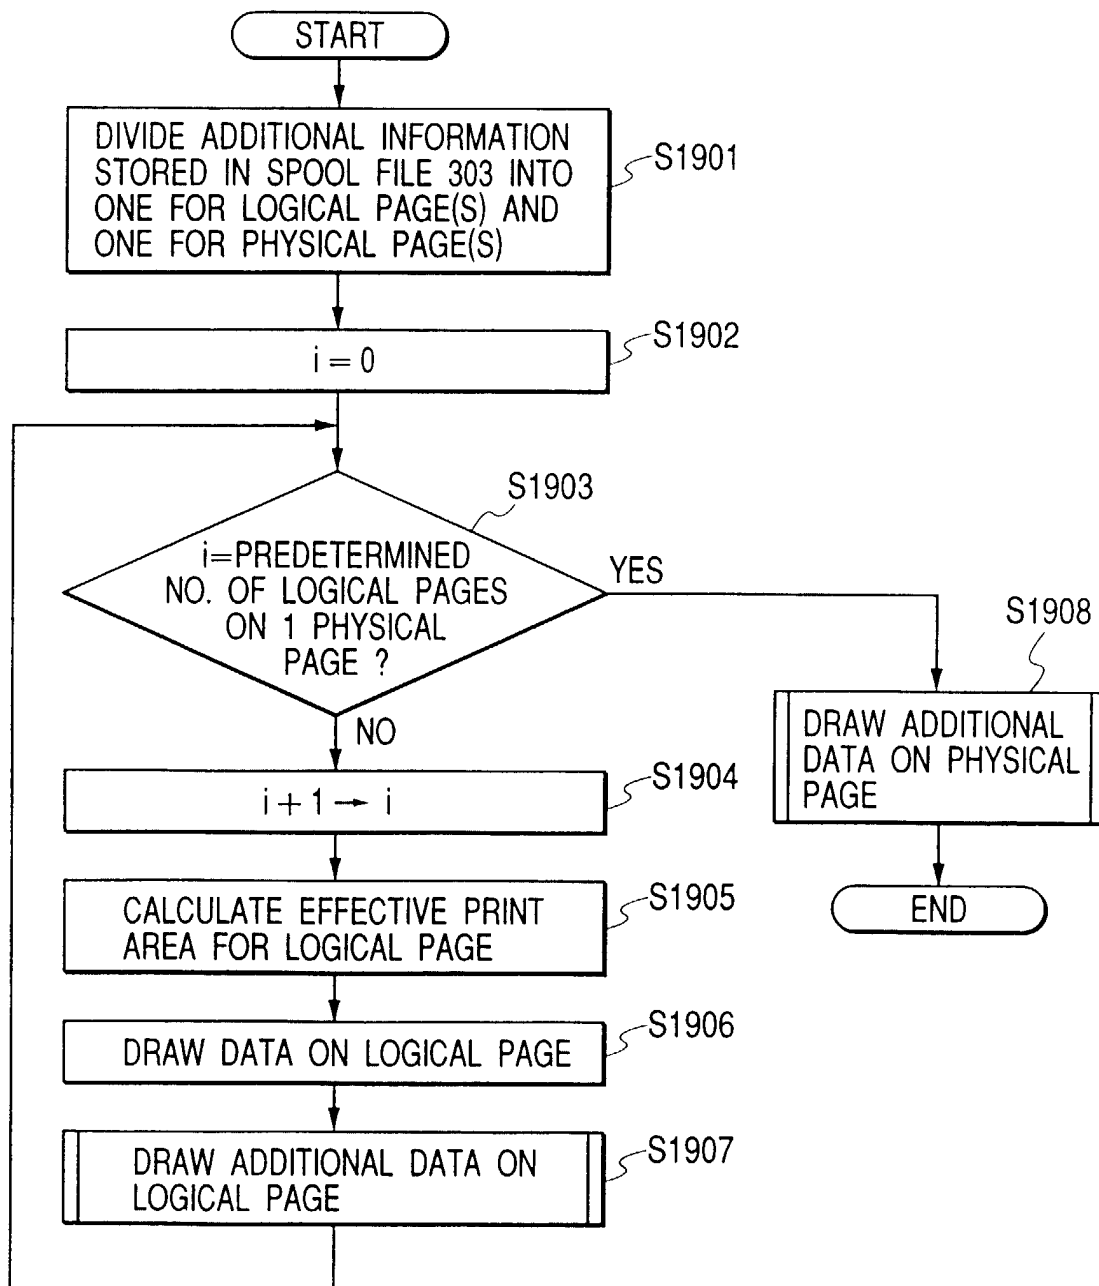 START
DIVIDE ADDITIONAL INFORMATION
STORED IN SPOOL FILE 303 INTO
ONE FOR LOGICAL PAGE(S) AND
ONE FOR PHYSICAL PAGE(S)
S1901
i = 0
S1902
S1903
i=PREDETERMINED
NO. OF LOGICAL PAGES
ON 1 PHYSICAL
PAGE ?
YES
NO
S1908
DRAW ADDITIONAL
DATA ON PHYSICAL
PAGE
END
i + 1 → i
S1904
CALCULATE EFFECTIVE PRINT
AREA FOR LOGICAL PAGE
S1905
DRAW DATA ON LOGICAL PAGE
S1906
DRAW ADDITIONAL DATA ON
LOGICAL PAGE
S1907